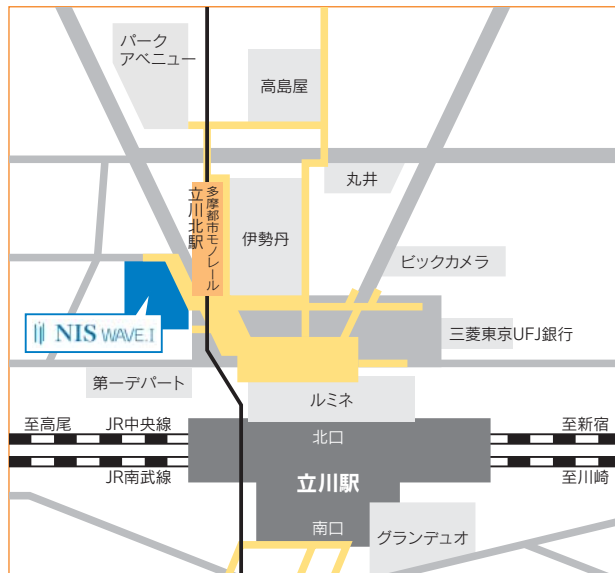 パーク
アベニュー
高島屋
丸井
多摩都市モノレール
立川北駅
伊勢丹
ビックカメラ
NIS WAVE.I
三菱東京UFJ銀行
第一デパート
ルミネ
至高尾
JR中央線
北口
至新宿
JR南武線
立川駅
至川崎
南口
グランデュオ